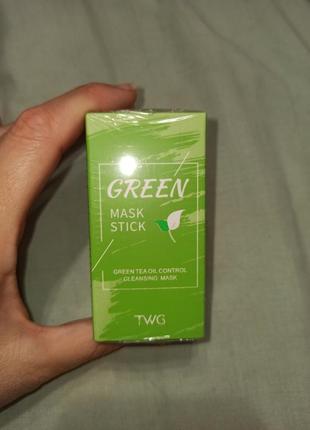 GREEN
MASK
STICK
GREEN TEA OIL CONTROL
CLEANSING MASK
TWG